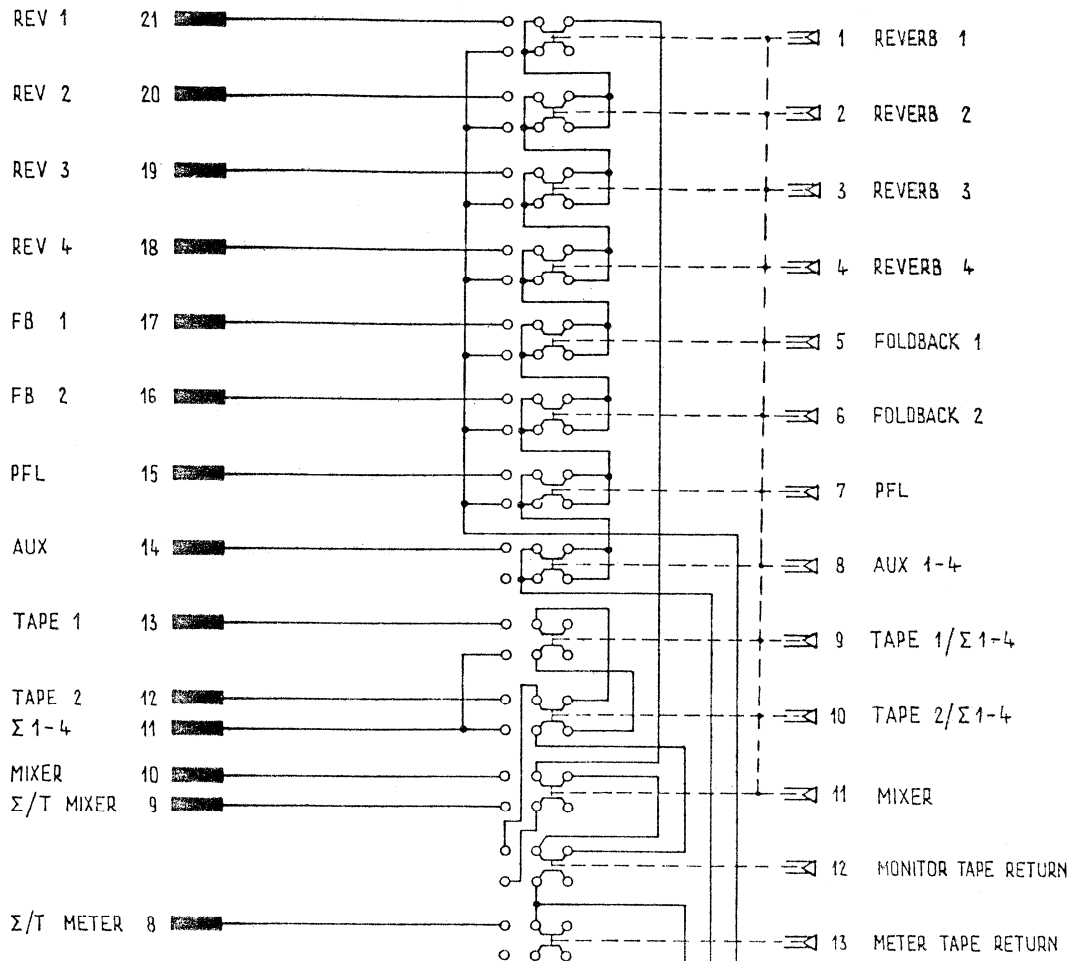 REV 1 21
1 REVERB 1
REV 2 20
2 REVERB 2
REV 3 19
3 REVERB 3
REV 4 18
4 REVERB 4
FB 1 17
5 FOLDBACK 1
FB 2 16
6 FOLDBACK 2
PFL 15
7 PFL
AUX 14
8 AUX 1-4
TAPE 1 13
9 TAPE 1/Σ1-4
TAPE 2 12
10 TAPE 2/Σ1-4
Σ1-4 11
MIXER 10
11 MIXER
Σ/T MIXER 9
12 MONITOR TAPE RETURN
Σ/T METER 8
13 METER TAPE RETURN